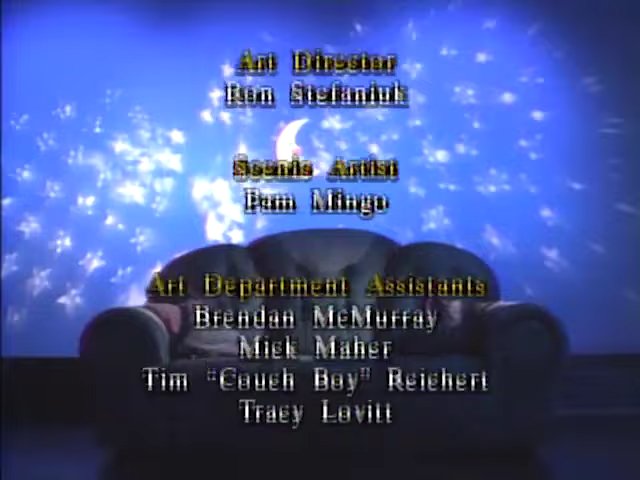 Art Director
Ron Stefaniuk
Scenic Artist
Pam Mingo
Art Department Assistants
Brendan McMurray
Mick Maher
Tim "Couch Boy" Reichert
Tracy Lovitt